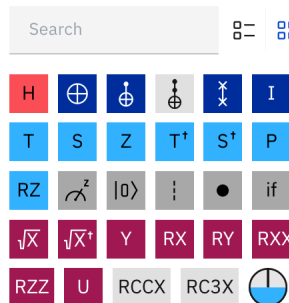 Search
H I
T S Z T† S† P
RZ z |0⟩ if
√X √X† Y RX RY RXX
RZZ U RCCX RC3X